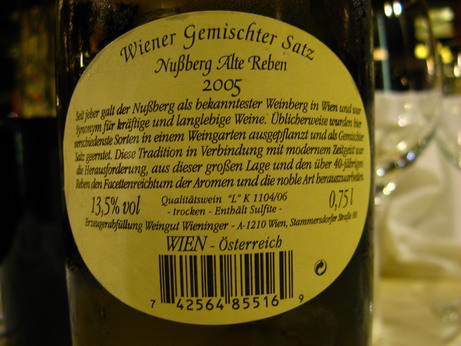 Wiener Gemischter Satz
Nußberg Alte Reben
2005
Seit jeher galt der Nußberg als bekanntester Weinberg in Wien und war
Synonym für kräftige und langlebige Weine. Üblicherweise wurden hier
verschiedenste Sorten in einem Weingarten ausgepflanzt und als Gemischter
Satz geerntet. Diese Tradition in Verbindung mit modernem Zeitgeist war
die Herausforderung, aus dieser großen Lage und den über 40-jährigen
Reben den Facettenreichtum der Aromen und die noble Art herauszuarbeiten.
13,5% vol
Qualitätswein "L" K 1104/06
- trocken - Enthält Sulfite -
0,75 l
Erzeugerabfüllung Weingut Wieninger - A-1210 Wien, Stammersdorfer Straße
WIEN - Österreich
7 42564 85516 9